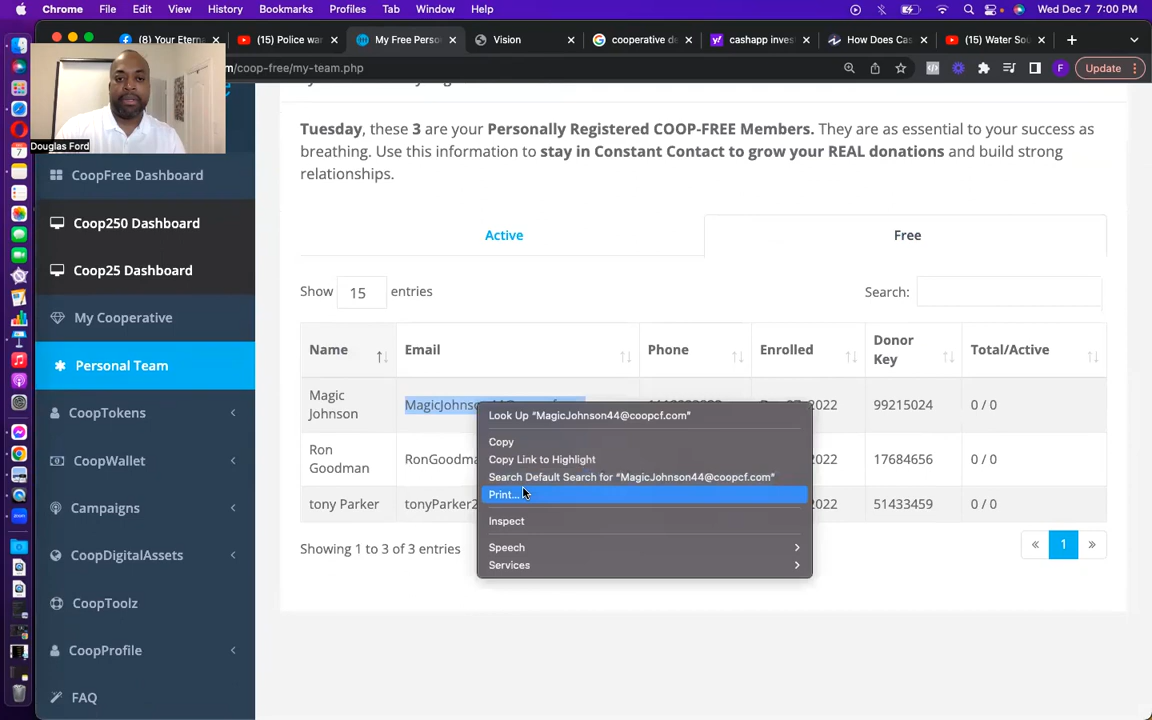 Chrome File Edit View History Bookmarks Profiles Tab Window Help Wed Dec 7 7:00 PM
(8) Your Eterna (15) Police wa My Free Perso Vision cooperative de cashapp inves How Does Cas (15) Water Sou
/coop-free/my-team.php F Update
Douglas Ford
CoopFree Dashboard
Coop250 Dashboard
Coop25 Dashboard
My Cooperative
Personal Team
CoopTokens
CoopWallet
Campaigns
CoopDigitalAssets
CoopToolz
CoopProfile
FAQ
Tuesday, these 3 are your Personally Registered COOP-FREE Members. They are as essential to your success as
breathing. Use this information to stay in Constant Contact to grow your REAL donations and build strong
relationships.
Active Free
Show 15 entries Search:
Name Email Phone Enrolled Donor Key Total/Active
Magic Johnson 2022 99215024 0 / 0
Ron Goodman 2022 17684656 0 / 0
tony Parker 2022 51433459 0 / 0
Showing 1 to 3 of 3 entries « 1 »
Look Up “MagicJohnson44@coopcf.com”
Copy
Copy Link to Highlight
Search Default Search for “MagicJohnson44@coopcf.com”
Print...
Inspect
Speech
Services